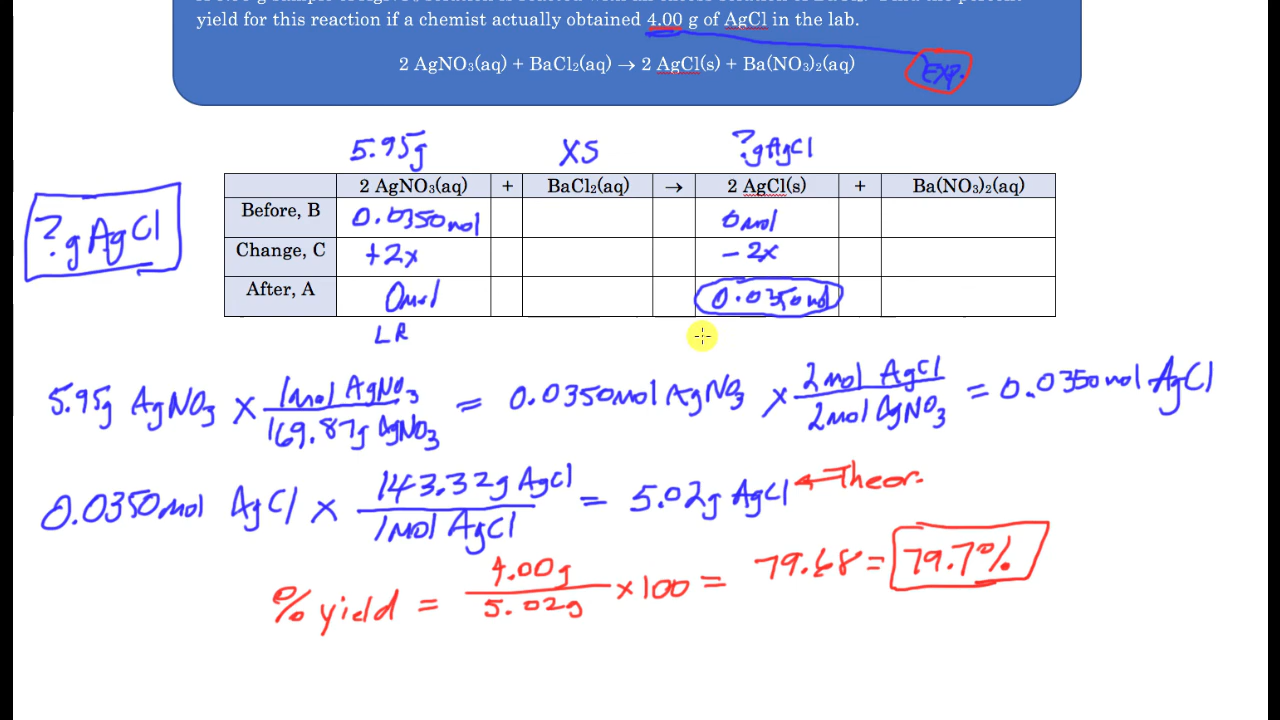 yield for this reaction if a chemist actually obtained 4.00 g of AgCl in the lab.
2 AgNO₃(aq) + BaCl₂(aq) → 2 AgCl(s) + Ba(NO₃)₂(aq)
EXP.
5.95g XS ?gAgCl
2 AgNO₃(aq) + BaCl₂(aq) → 2 AgCl(s) + Ba(NO₃)₂(aq)
?g AgCl
Before, B 0.0350mol 0mol
Change, C +2x -2x
After, A 0mol 0.0350mol
LR
5.95g AgNO₃ × 1mol AgNO₃ / 169.87g AgNO₃ = 0.0350mol AgNO₃ × 2mol AgCl / 2mol AgNO₃ = 0.0350mol AgCl
0.0350mol AgCl × 143.32g AgCl / 1mol AgCl = 5.02g AgCl ← Theor.
% yield = 4.00g / 5.02g × 100 = 79.68 = 79.7%